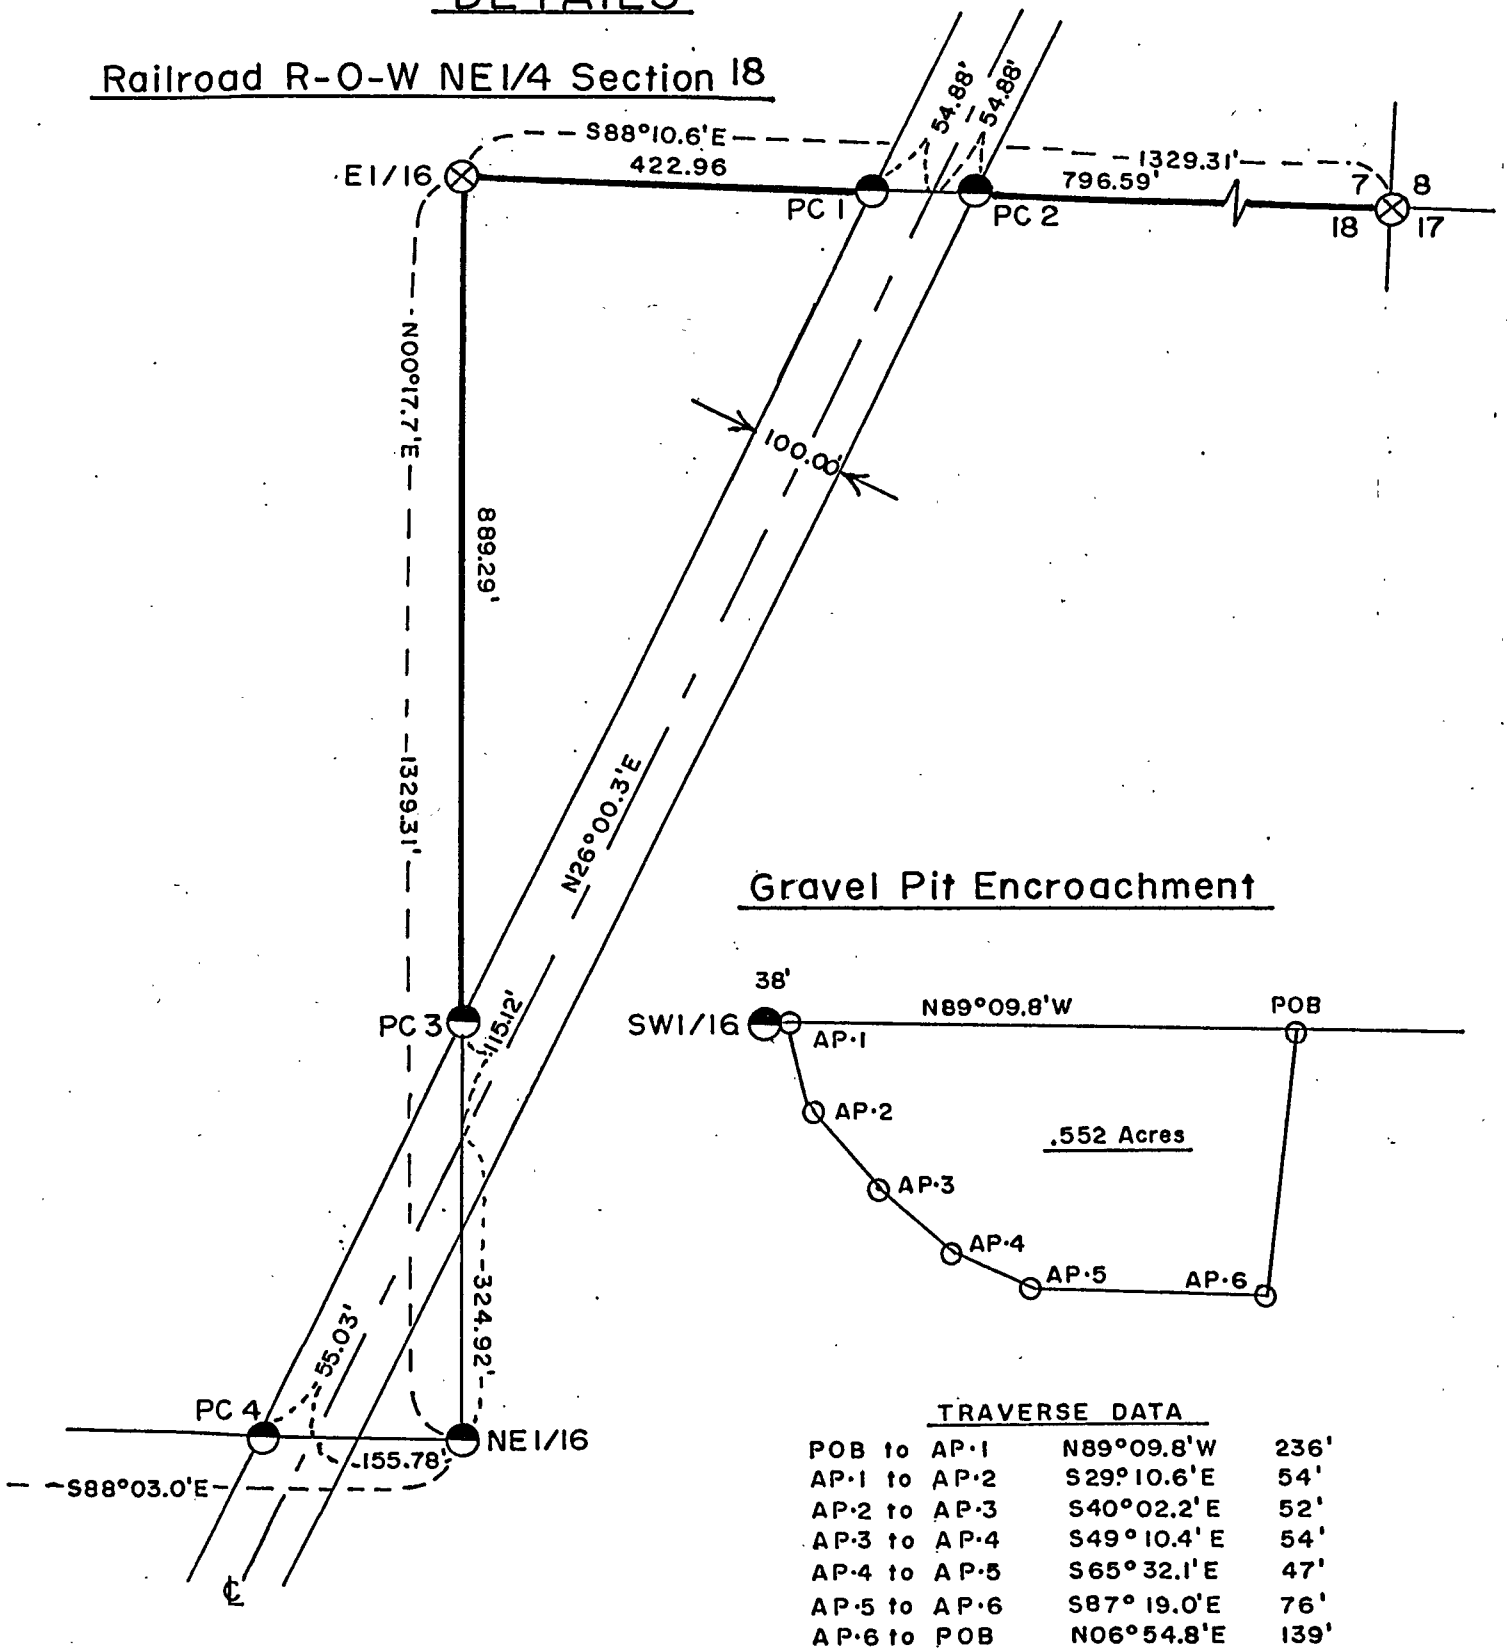 DETAILS
Railroad R-O-W NE1/4 Section 18
54.88'
54.88'
S88°10.6'E
1329.31'
E1/16
422.96
796.59'
7
8
PC 1
PC 2
18
17
N00°17.7'E
100.00'
889.29'
1329.31'
N26°00.3'E
Gravel Pit Encroachment
38'
PC 3
115.12'
SW1/16
N89°09.8'W
POB
AP·1
AP·2
.552 Acres
AP·3
AP·4
324.92'
AP·5
AP·6
55.03'
PC 4
NE1/16
155.78'
S88°03.0'E
℄
TRAVERSE DATA
POB to AP·1 N89°09.8'W 236'
AP·1 to AP·2 S29°10.6'E 54'
AP·2 to AP·3 S40°02.2'E 52'
AP·3 to AP·4 S49°10.4'E 54'
AP·4 to AP·5 S65°32.1'E 47'
AP·5 to AP·6 S87°19.0'E 76'
AP·6 to POB N06°54.8'E 139'